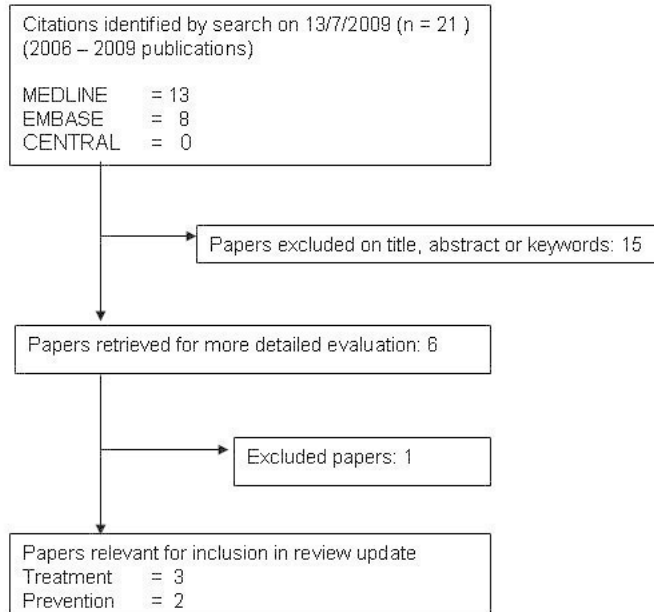 Citations identified by search on 13/7/2009 (n = 21 )
(2006 – 2009 publications)
MEDLINE = 13
EMBASE = 8
CENTRAL = 0
Papers excluded on title, abstract or keywords: 15
Papers retrieved for more detailed evaluation: 6
Excluded papers: 1
Papers relevant for inclusion in review update
Treatment = 3
Prevention = 2